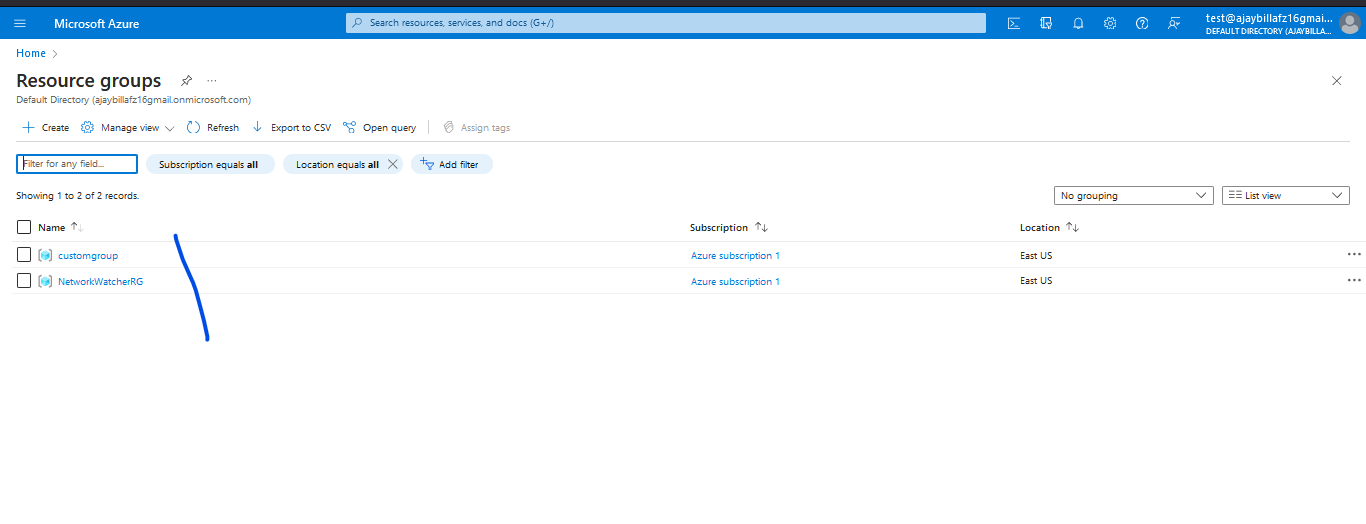 Microsoft Azure
Search resources, services, and docs (G+/)
test@ajaybillafz16gmai...
DEFAULT DIRECTORY (AJAYBILLA...
Home
Resource groups
Default Directory (ajaybillafz16gmail.onmicrosoft.com)
Create Manage view Refresh Export to CSV Open query Assign tags
Filter for any field... Subscription equals all Location equals all Add filter
Showing 1 to 2 of 2 records. No grouping List view
Name Subscription Location
customgroup Azure subscription 1 East US
NetworkWatcherRG Azure subscription 1 East US